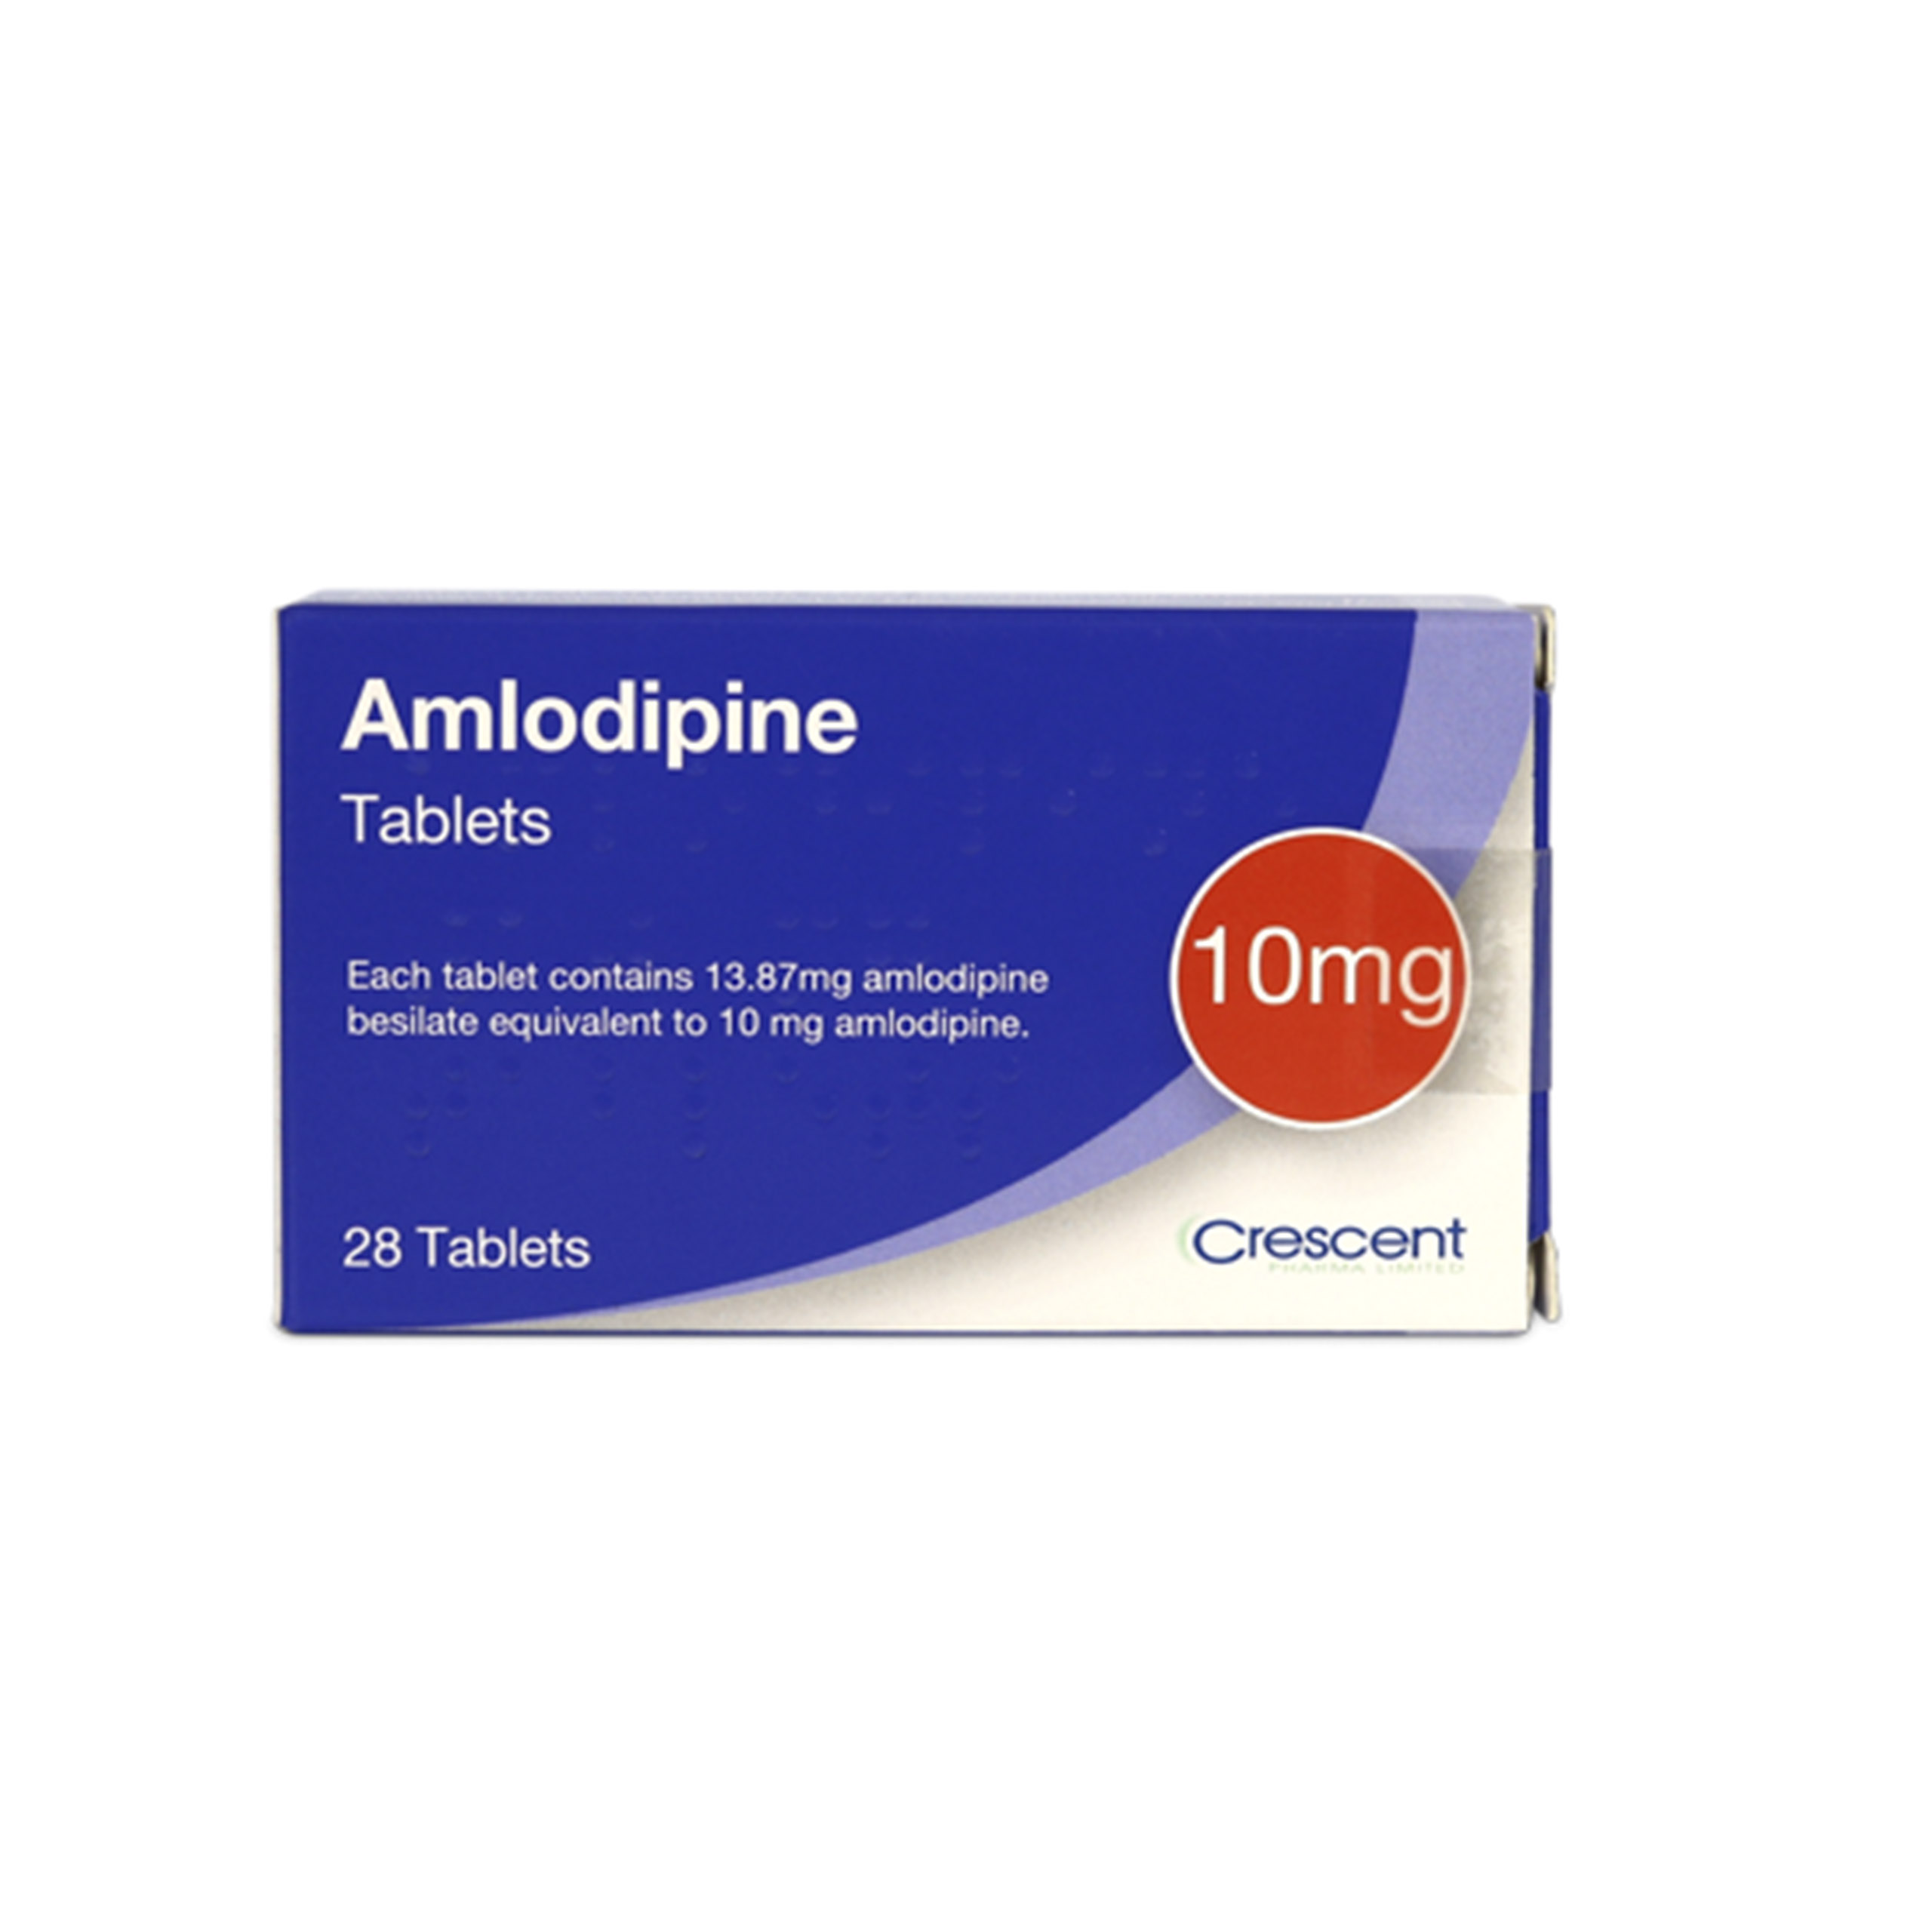 Amlodipine
Tablets
Each tablet contains 13.87mg amlodipine
besilate equivalent to 10 mg amlodipine.
10mg
28 Tablets
Crescent
PHARMA LIMITED